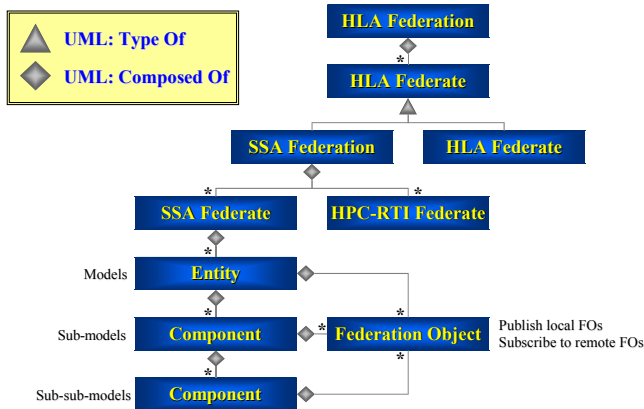 UML: Type Of
UML: Composed Of
HLA Federation
*
HLA Federate
SSA Federation
HLA Federate
*
*
SSA Federate
HPC-RTI Federate
*
Models
Entity
*
*
Sub-models
Component
*
Federation Object
Publish local FOs
Subscribe to remote FOs
*
*
Sub-sub-models
Component